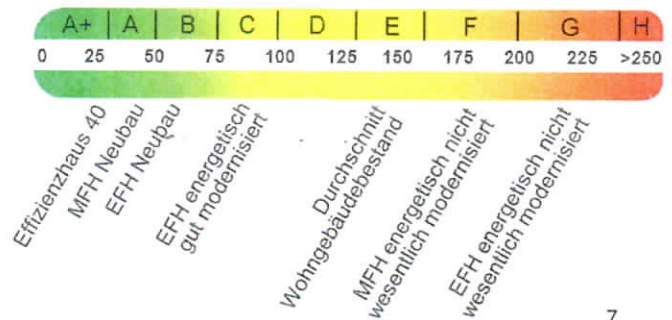 A+ A B C D E F G H
0 25 50 75 100 125 150 175 200 225 >250
Effizienzhaus 40
MFH Neubau
EFH Neubau
EFH energetisch
gut modernisiert
Durchschnitt
Wohngebäudebestand
MFH energetisch nicht
wesentlich modernisiert
EFH energetisch nicht
wesentlich modernisiert
7